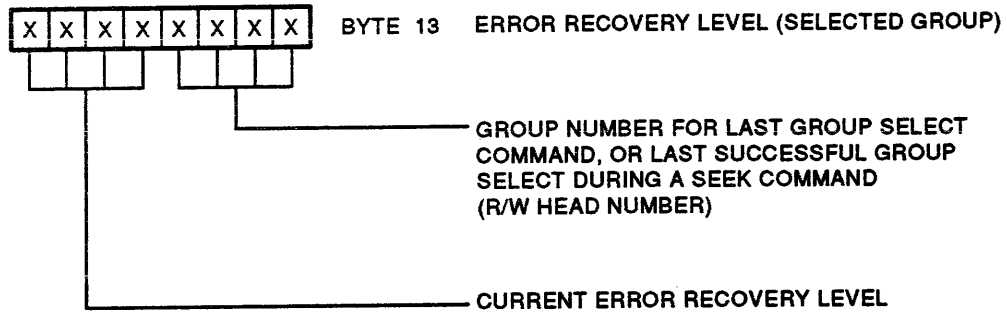 X X X X X X X X BYTE 13 ERROR RECOVERY LEVEL (SELECTED GROUP)
GROUP NUMBER FOR LAST GROUP SELECT
COMMAND, OR LAST SUCCESSFUL GROUP
SELECT DURING A SEEK COMMAND
(R/W HEAD NUMBER)
CURRENT ERROR RECOVERY LEVEL